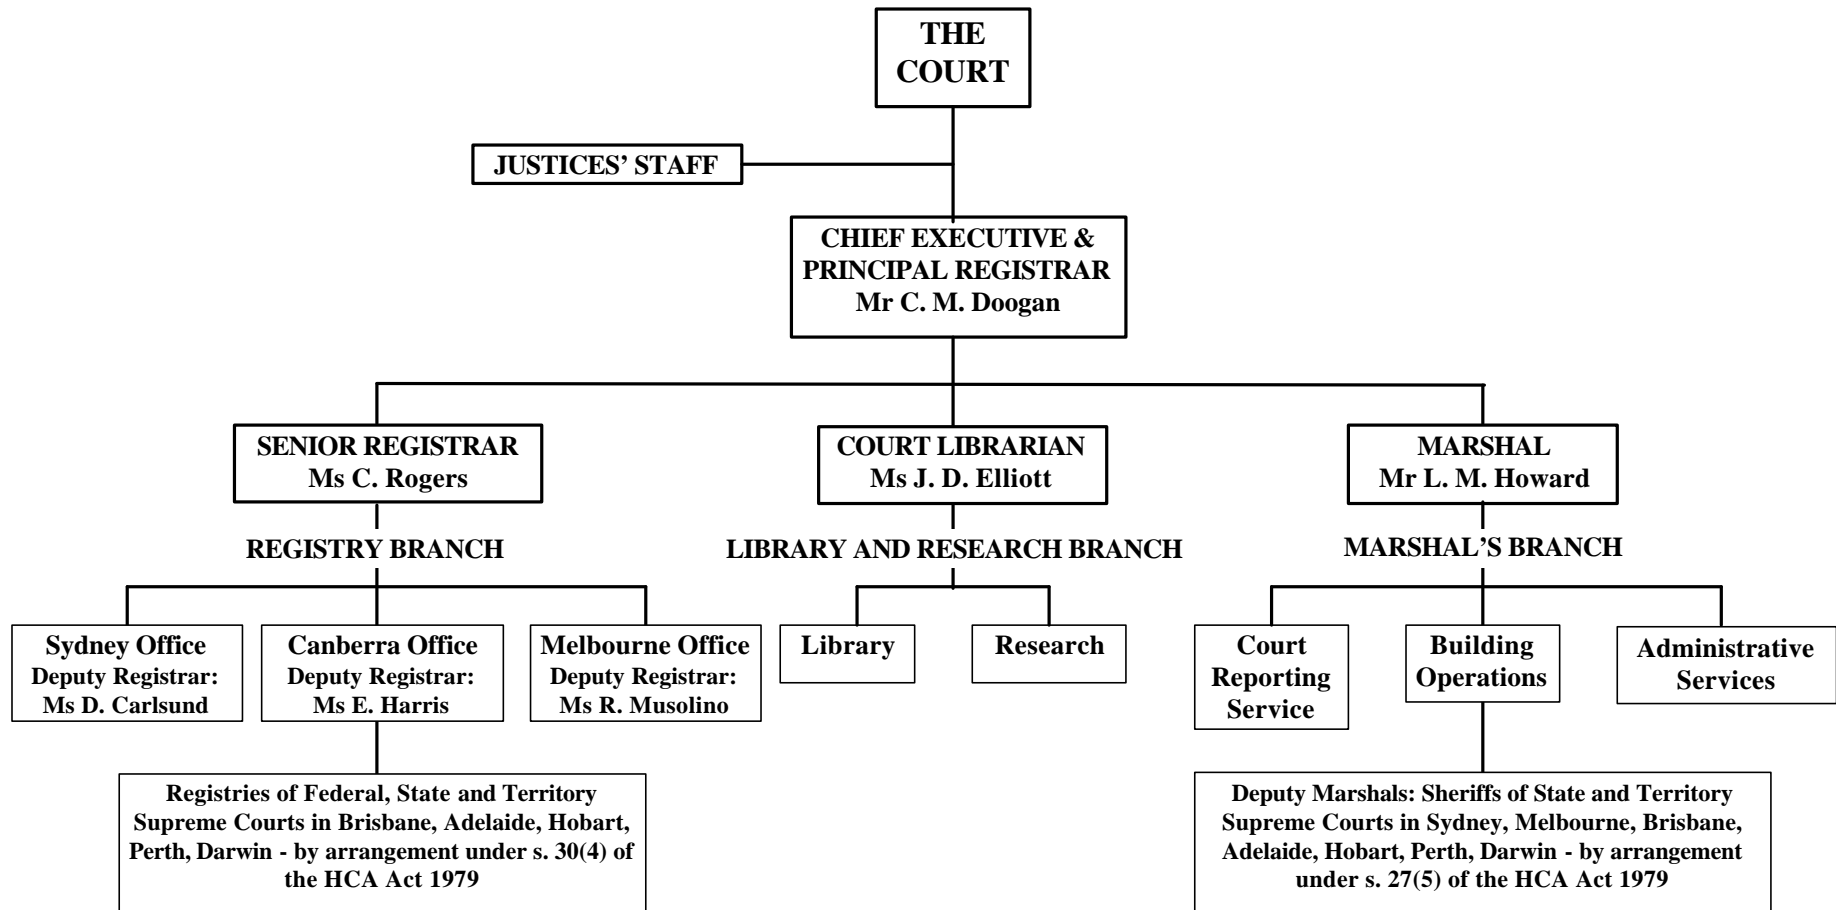 THE
COURT
JUSTICES’ STAFF
CHIEF EXECUTIVE &
PRINCIPAL REGISTRAR
Mr C. M. Doogan
SENIOR REGISTRAR
Ms C. Rogers
COURT LIBRARIAN
Ms J. D. Elliott
MARSHAL
Mr L. M. Howard
REGISTRY BRANCH
LIBRARY AND RESEARCH BRANCH
MARSHAL’S BRANCH
Sydney Office
Deputy Registrar:
Ms D. Carlsund
Canberra Office
Deputy Registrar:
Ms E. Harris
Melbourne Office
Deputy Registrar:
Ms R. Musolino
Library
Research
Court
Reporting
Service
Building
Operations
Administrative
Services
Registries of Federal, State and Territory
Supreme Courts in Brisbane, Adelaide, Hobart,
Perth, Darwin - by arrangement under s. 30(4) of
the HCA Act 1979
Deputy Marshals: Sheriffs of State and Territory
Supreme Courts in Sydney, Melbourne, Brisbane,
Adelaide, Hobart, Perth, Darwin - by arrangement
under s. 27(5) of the HCA Act 1979